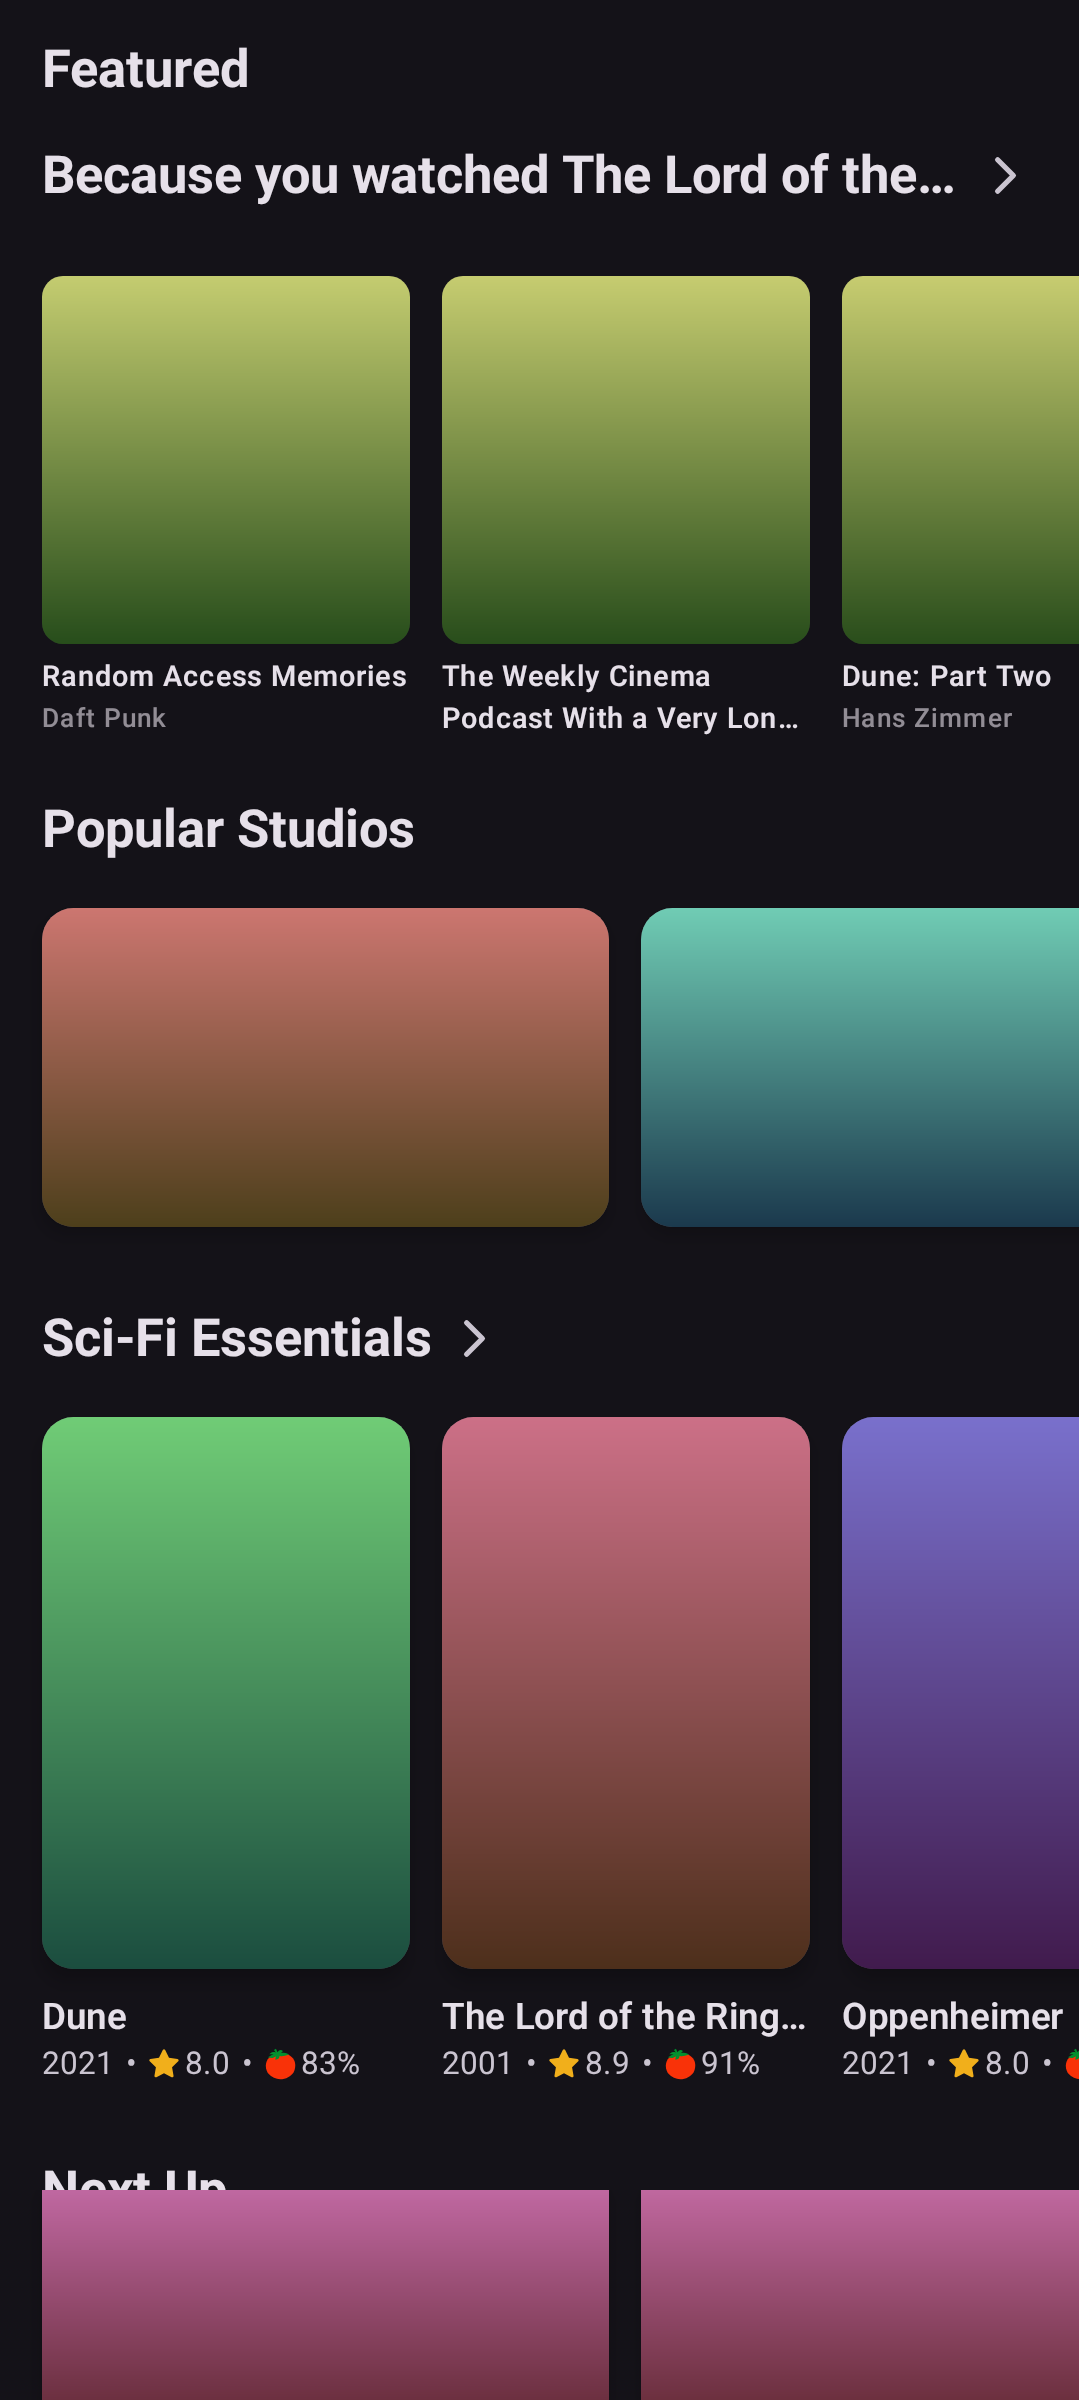 Featured
Because you watched The Lord of the...
Random Access Memories
Daft Punk
The Weekly Cinema
Podcast With a Very Lon...
Dune: Part Two
Hans Zimmer
Popular Studios
Sci-Fi Essentials
Dune
2021 • ⭐ 8.0 • 🍅 83%
The Lord of the Ring...
2001 • ⭐ 8.9 • 🍅 91%
Oppenheimer
2021 • ⭐ 8.0 • 🍅
Next Up